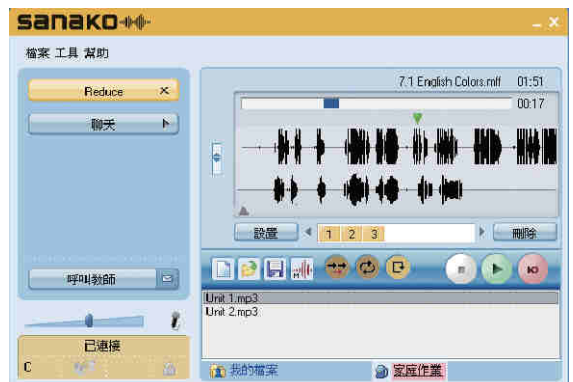 sanako
檔案 工具 幫助
Reduce
聊天
7.1 English Colors.mff 01:51
00:17
設置 1 2 3 刪除
呼叫教師
M
Unit 1.mp3
Unit 2.mp3
已連接
C
我的檔案 家庭作業